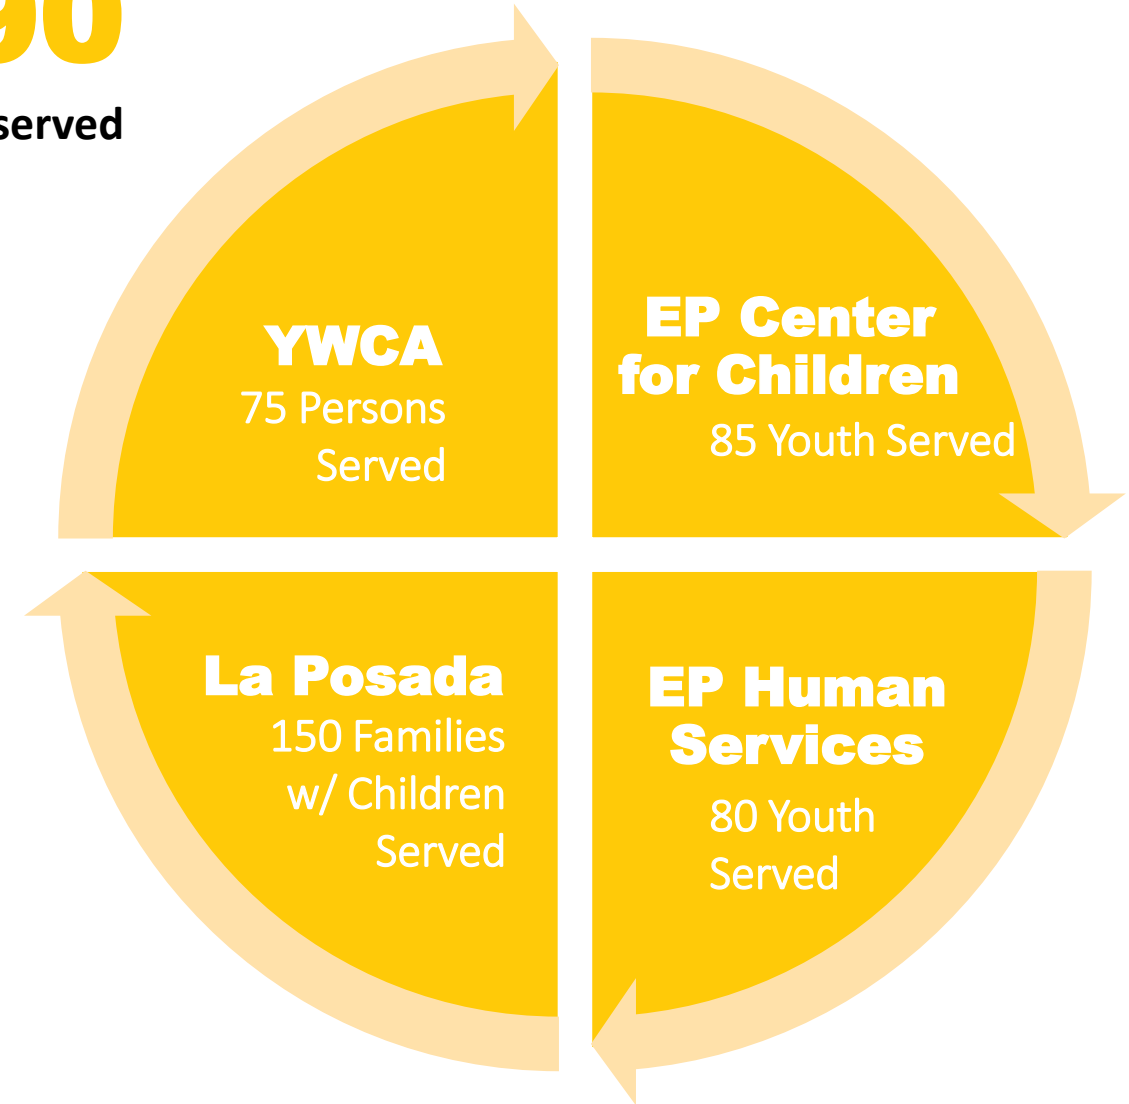 90
served
YWCA
75 Persons
Served
EP Center
for Children
85 Youth Served
La Posada
150 Families
w/ Children
Served
EP Human
Services
80 Youth
Served